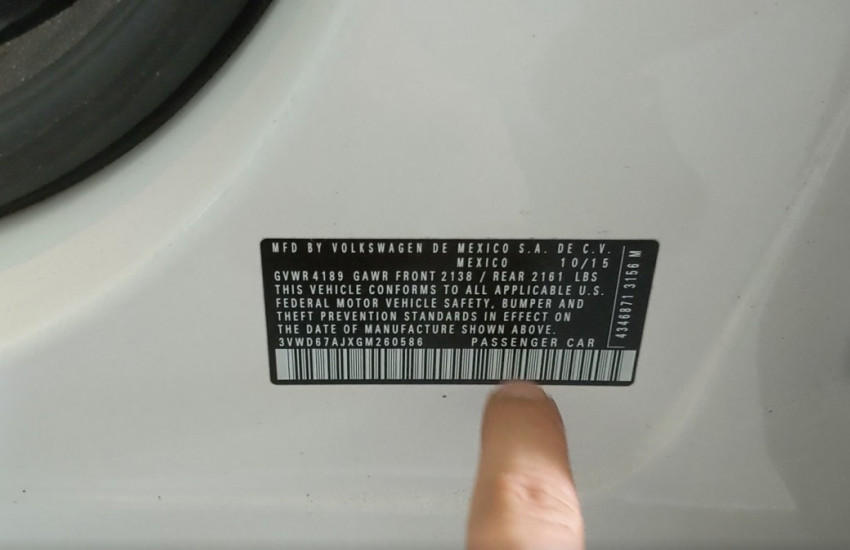 MFD BY VOLKSWAGEN DE MEXICO S.A. DE C.V.
MEXICO 10/15
GVWR 4189 GAWR FRONT 2138 / REAR 2161 LBS
THIS VEHICLE CONFORMS TO ALL APPLICABLE U.S.
FEDERAL MOTOR VEHICLE SAFETY, BUMPER AND
THEFT PREVENTION STANDARDS IN EFFECT ON
THE DATE OF MANUFACTURE SHOWN ABOVE.
3VWD67AJXGM260586 PASSENGER CAR
4346871 3156 M